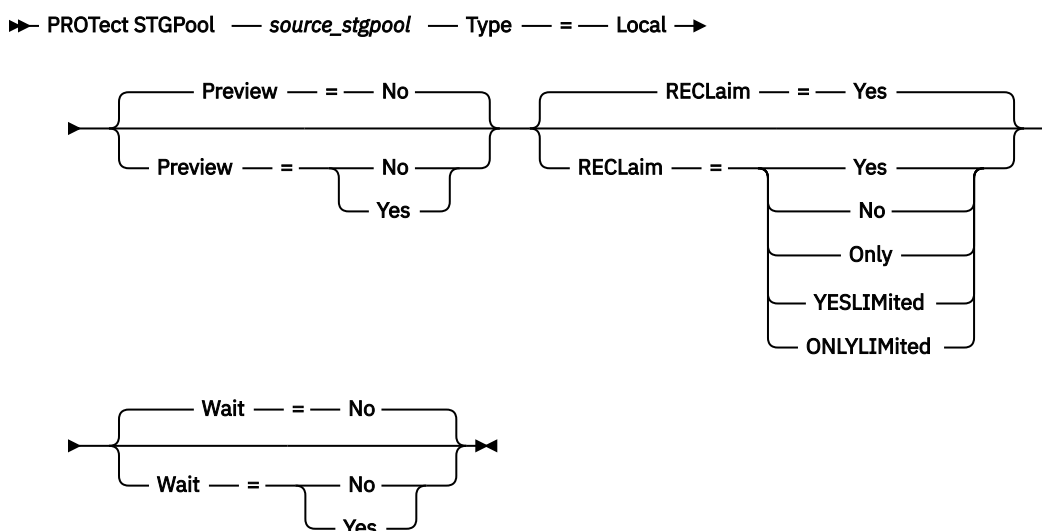 PROTect STGPool source_stgpool Type = Local
Preview = No RECLaim = Yes
Preview = No RECLaim = Yes
Yes No
Only
YESLIMited
ONLYLIMited
Wait = No
Wait = No
Yes